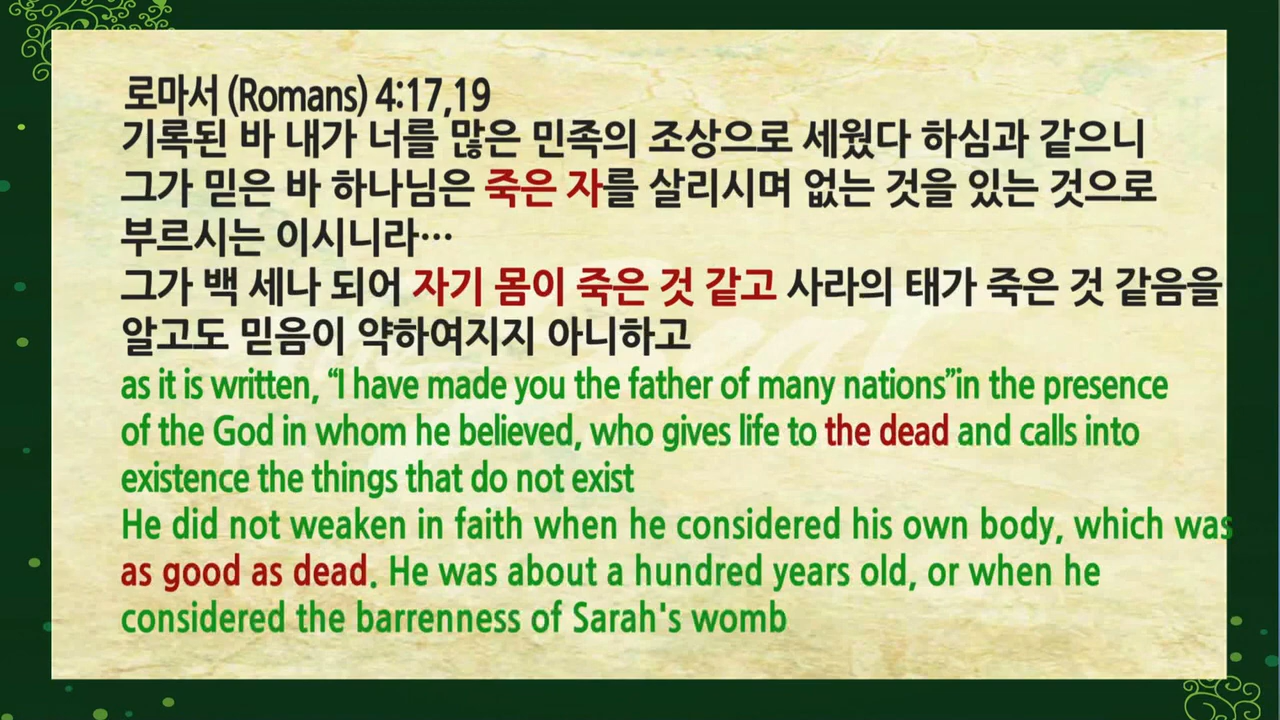 로마서 (Romans) 4:17,19
기록된 바 내가 너를 많은 민족의 조상으로 세웠다 하심과 같으니
그가 믿은 바 하나님은 죽은 자를 살리시며 없는 것을 있는 것으로
부르시는 이시니라…
그가 백 세나 되어 자기 몸이 죽은 것 같고 사라의 태가 죽은 것 같음을
알고도 믿음이 약하여지지 아니하고
as it is written, “I have made you the father of many nations”in the presence
of the God in whom he believed, who gives life to the dead and calls into
existence the things that do not exist
He did not weaken in faith when he considered his own body, which was
as good as dead. He was about a hundred years old, or when he
considered the barrenness of Sarah's womb